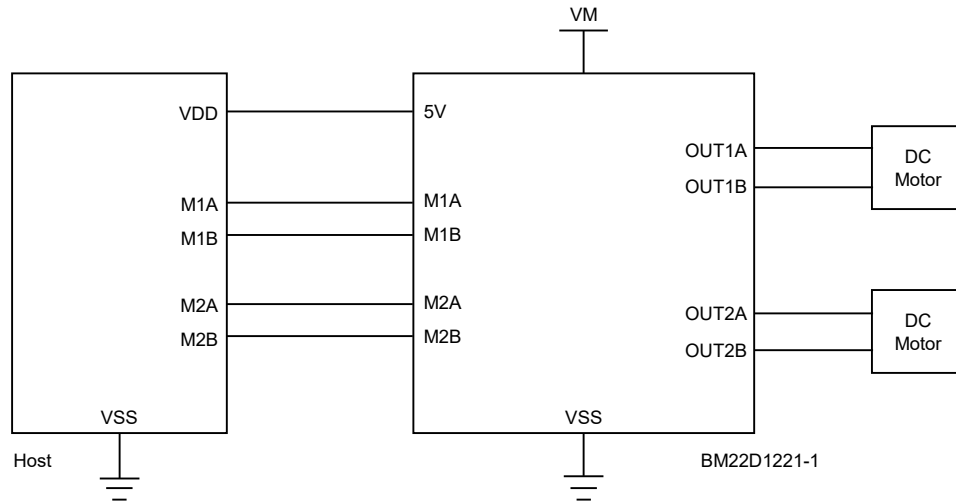 VM
VDD
5V
OUT1A
OUT1B
DC
Motor
M1A
M1B
M1A
M1B
M2A
M2B
M2A
M2B
OUT2A
OUT2B
DC
Motor
VSS
VSS
Host
BM22D1221-1